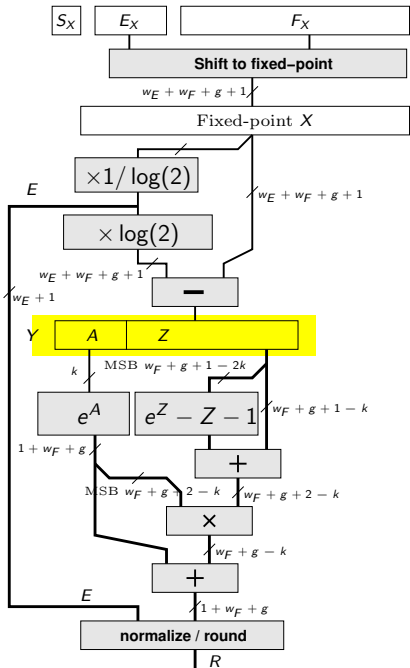 S_X E_X F_X
Shift to fixed–point
w_E + w_F + g + 1
Fixed-point X
×1/ log(2)
E
w_E + w_F + g + 1
× log(2)
w_E + w_F + g + 1
w_E + 1
−
Y A Z
MSB w_F + g + 1 − 2k
k
e^A e^Z − Z − 1
w_F + g + 1 − k
1 + w_F + g
+
MSB w_F + g + 2 − k
w_F + g + 2 − k
×
w_F + g − k
+
E
1 + w_F + g
normalize / round
R